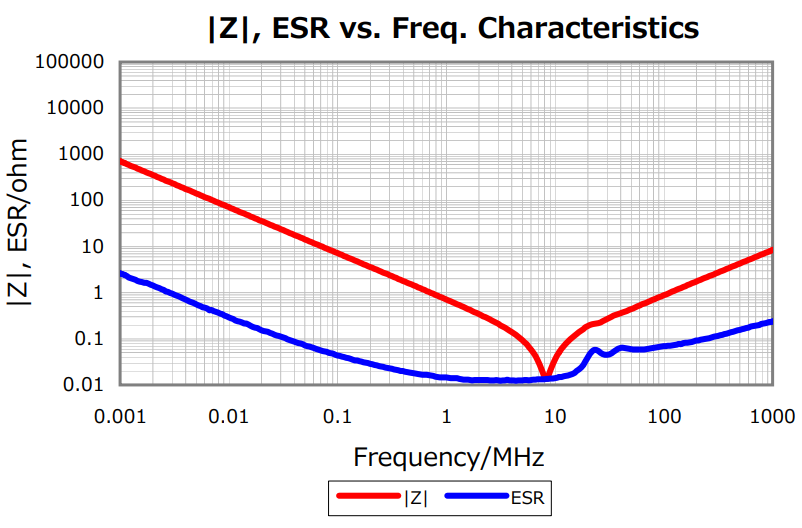 |Z|, ESR vs. Freq. Characteristics
|Z|, ESR/ohm
100000
10000
1000
100
10
1
0.1
0.01
0.001 0.01 0.1 1 10 100 1000
Frequency/MHz
|Z| ESR